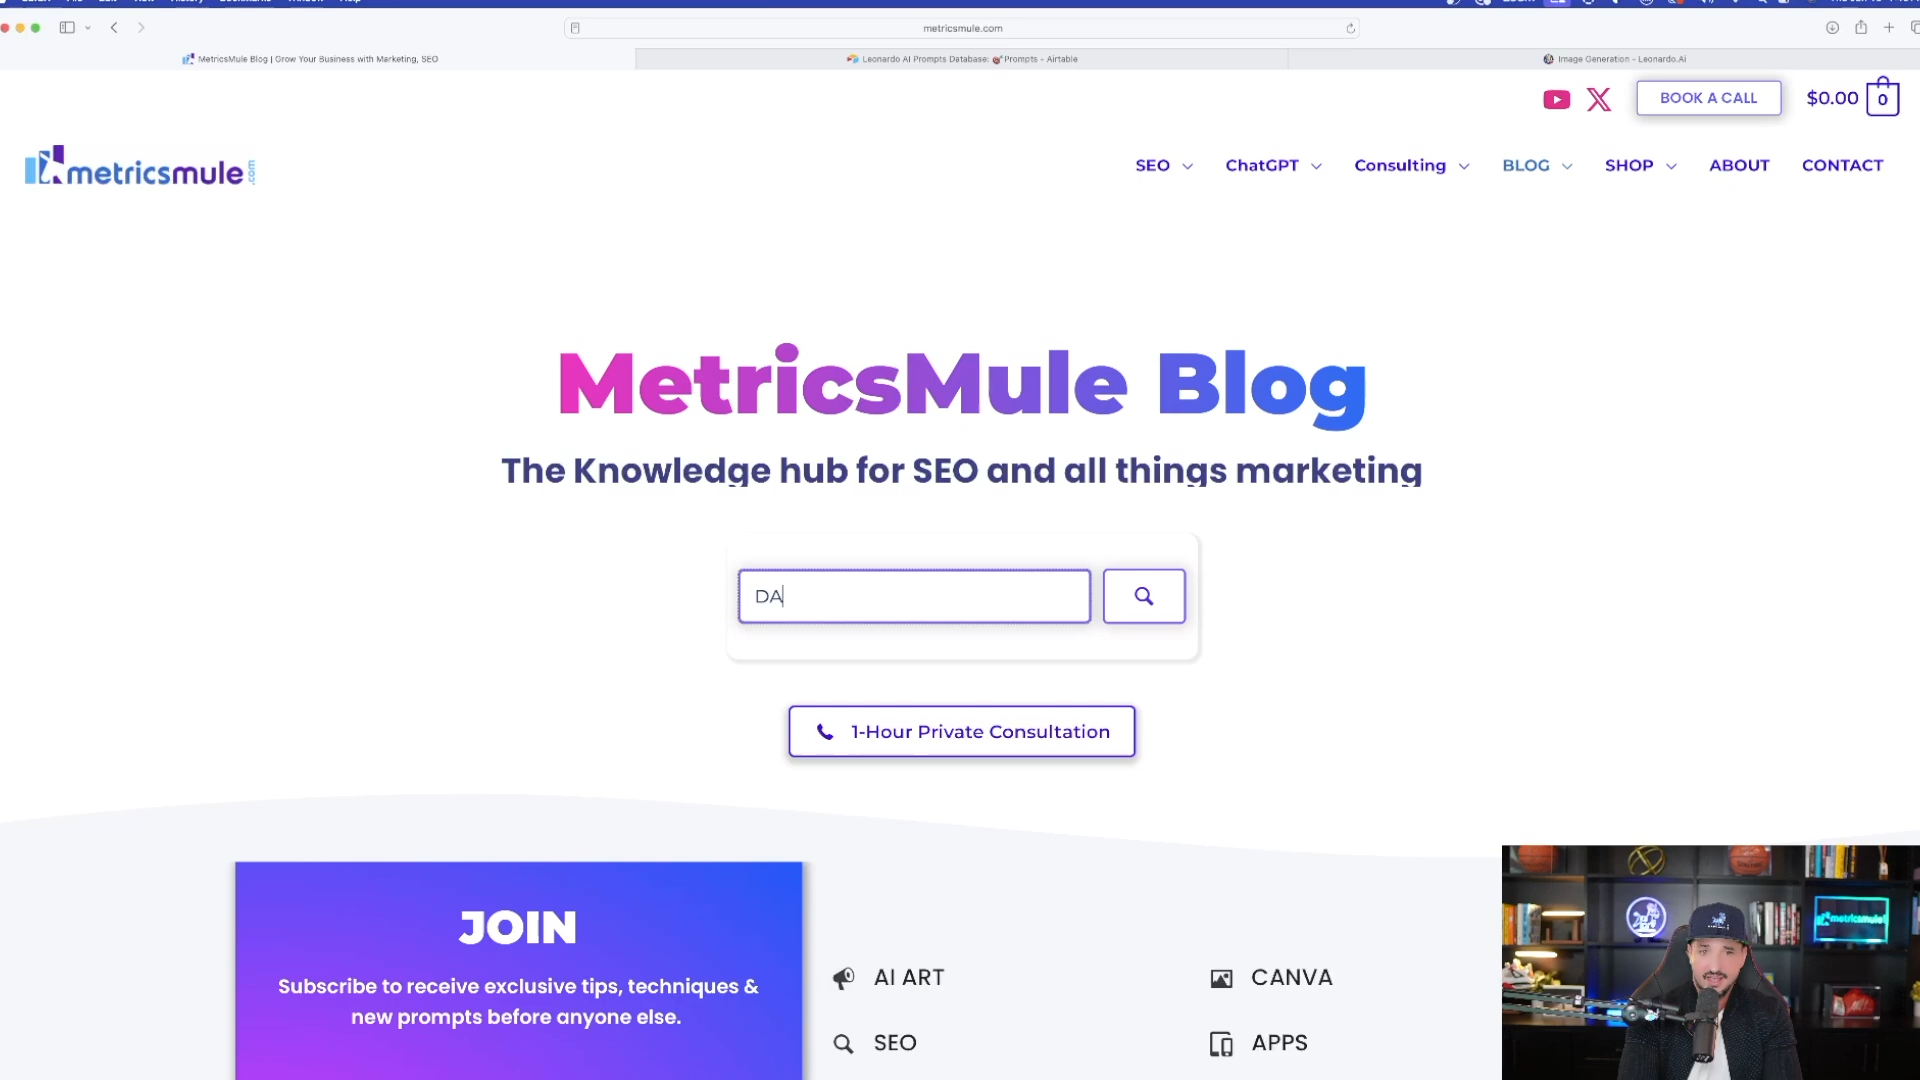 metricsmule.com
MetricsMule Blog | Grow Your Business with Marketing, SEO
Leonardo AI Prompts Database: Prompts - Airtable
Image Generation - Leonardo.Ai
BOOK A CALL
$0.00
0
metricsmule.com
SEO
ChatGPT
Consulting
BLOG
SHOP
ABOUT
CONTACT
MetricsMule Blog
The Knowledge hub for SEO and all things marketing
DA
1-Hour Private Consultation
JOIN
Subscribe to receive exclusive tips, techniques &
new prompts before anyone else.
AI ART
CANVA
SEO
APPS
metricsmule